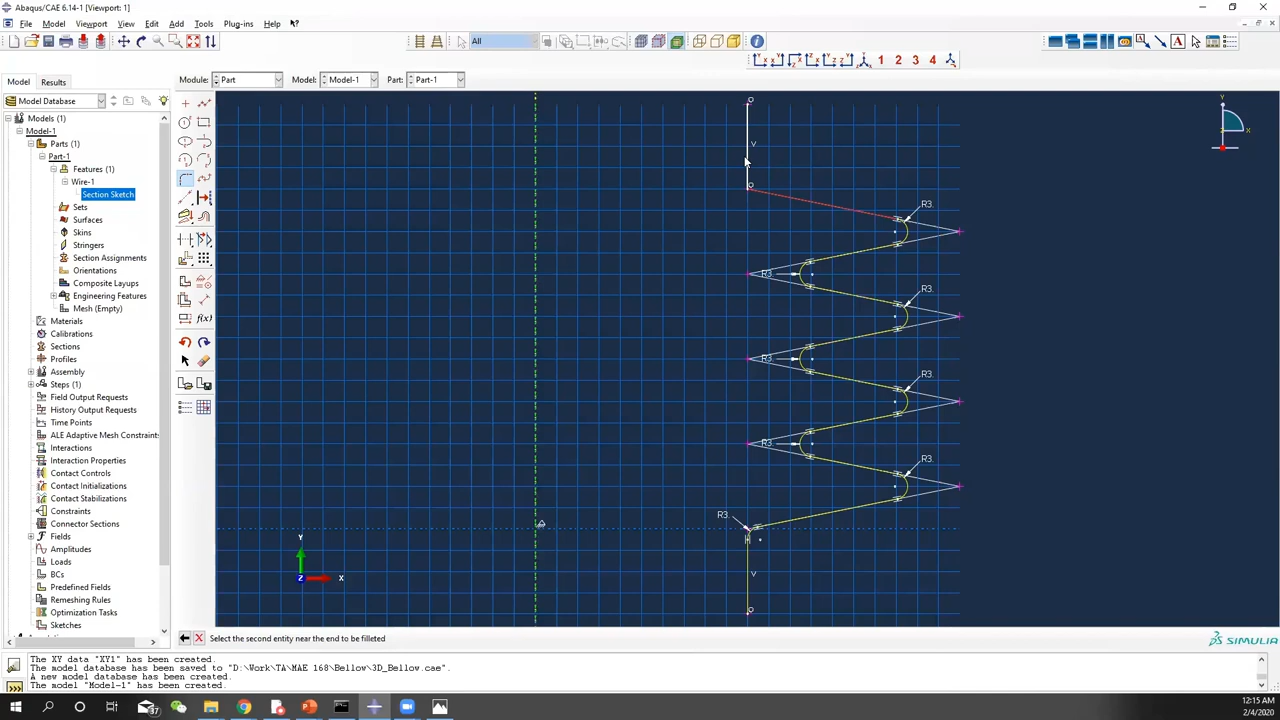 Abaqus/CAE 6.14-1 [Viewport: 1]
File Model Viewport View Edit Add Tools Plug-ins Help
All
1 2 3 4
Model Results Module: Part Model: Model-1 Part: Part-1
Model Database
Models (1)
Model-1
Parts (1)
Part-1
Features (1)
Wire-1
Section Sketch
Sets
Surfaces
Skins
Stringers
Section Assignments
Orientations
Composite Layups
Engineering Features
Mesh (Empty)
Materials
Calibrations
Sections
Profiles
Assembly
Steps (1)
Field Output Requests
History Output Requests
Time Points
ALE Adaptive Mesh Constraints
Interactions
Interaction Properties
Contact Controls
Contact Initializations
Contact Stabilizations
Constraints
Connector Sections
Fields
Amplitudes
Loads
BCs
Predefined Fields
Remeshing Rules
Optimization Tasks
Sketches
f(x)
V
R3.
R3.
R3.
R3.
R3.
R3.
R3.
R3.
V
Y
X
Z
Y
X
Select the second entity near the end to be filleted
SIMULIA
The XY data "XY1" has been created.
The model database has been saved to "D:\Work\TA\MAE 168\Bellow\3D_Bellow.cae".
A new model database has been created.
The model "Model-1" has been created.
37
12:15 AM
2/4/2020